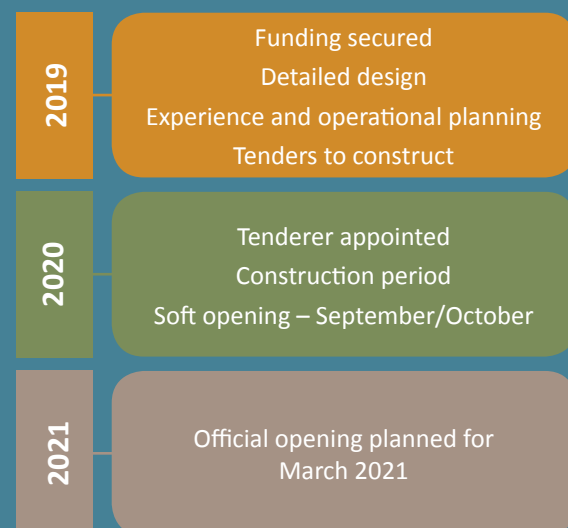 2019
Funding secured
Detailed design
Experience and operational planning
Tenders to construct
2020
Tenderer appointed
Construction period
Soft opening – September/October
2021
Official opening planned for
March 2021